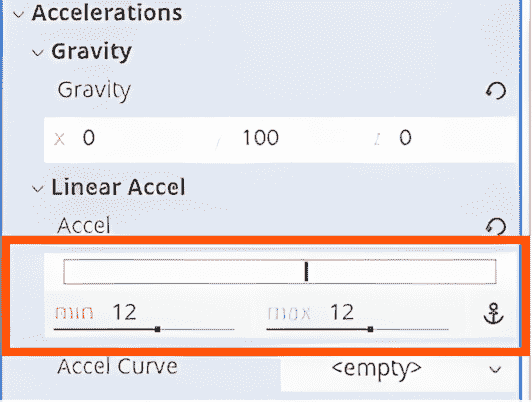 Accelerations
Gravity
Gravity
x 0 y 100 z 0
Linear Accel
Accel
min 12 max 12
Accel Curve <empty>